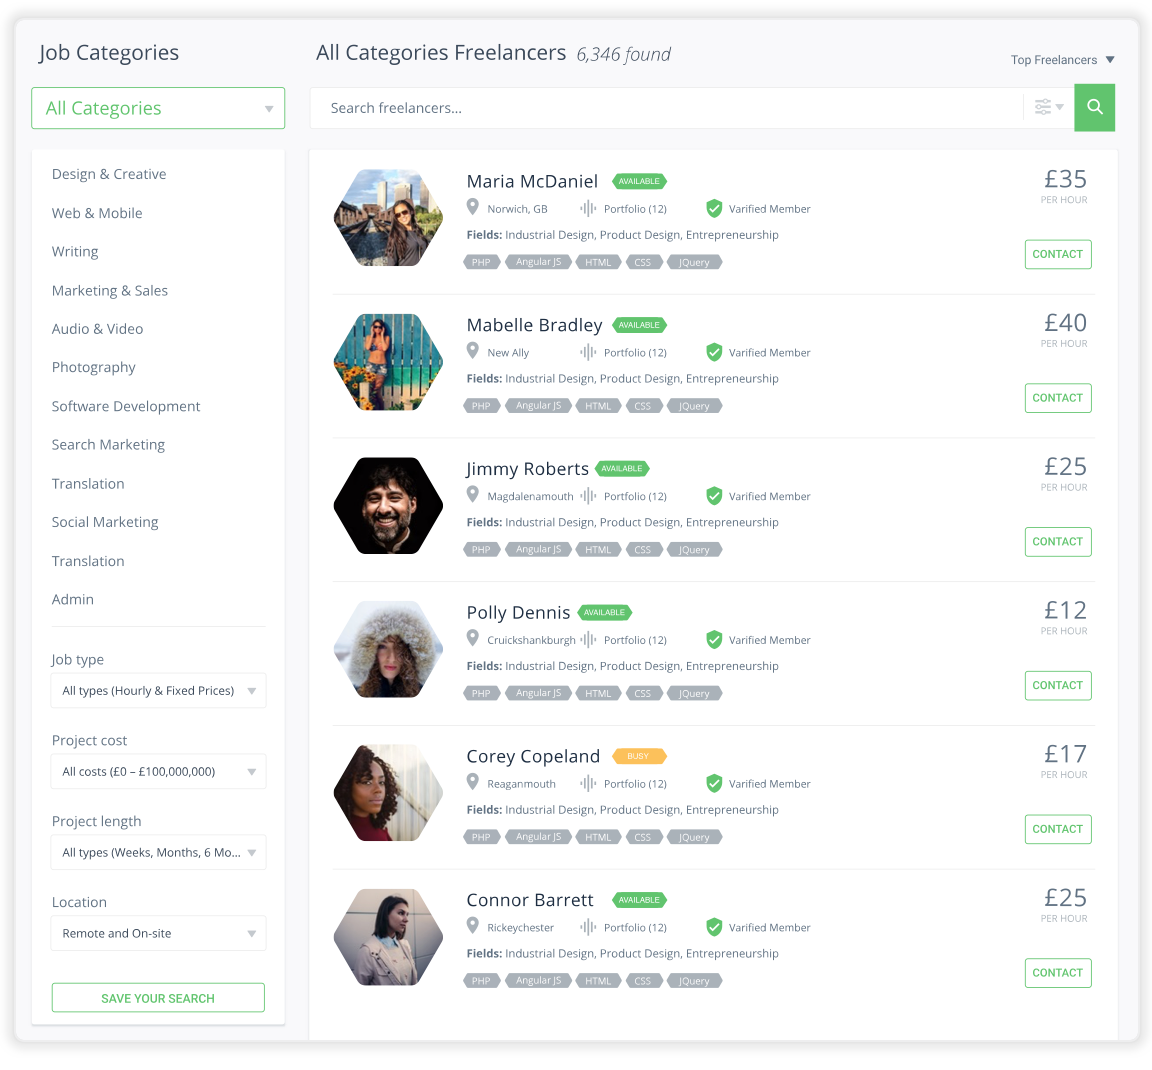 Job Categories
All Categories
Design & Creative
Web & Mobile
Writing
Marketing & Sales
Audio & Video
Photography
Software Development
Search Marketing
Translation
Social Marketing
Translation
Admin
Job type
All types (Hourly & Fixed Prices)
Project cost
All costs (£0 – £100,000,000)
Project length
All types (Weeks, Months, 6 Mo...
Location
Remote and On-site
SAVE YOUR SEARCH
All Categories Freelancers 6,346 found
Top Freelancers
Search freelancers...
Maria McDaniel AVAILABLE
Norwich, GB Portfolio (12) Varified Member
Fields: Industrial Design, Product Design, Entrepreneurship
PHP Angular JS HTML CSS JQuery
£35
PER HOUR
CONTACT
Mabelle Bradley AVAILABLE
New Ally Portfolio (12) Varified Member
Fields: Industrial Design, Product Design, Entrepreneurship
PHP Angular JS HTML CSS JQuery
£40
PER HOUR
CONTACT
Jimmy Roberts AVAILABLE
Magdalenamouth Portfolio (12) Varified Member
Fields: Industrial Design, Product Design, Entrepreneurship
PHP Angular JS HTML CSS JQuery
£25
PER HOUR
CONTACT
Polly Dennis AVAILABLE
Cruickshankburgh Portfolio (12) Varified Member
Fields: Industrial Design, Product Design, Entrepreneurship
PHP Angular JS HTML CSS JQuery
£12
PER HOUR
CONTACT
Corey Copeland BUSY
Reaganmouth Portfolio (12) Varified Member
Fields: Industrial Design, Product Design, Entrepreneurship
PHP Angular JS HTML CSS JQuery
£17
PER HOUR
CONTACT
Connor Barrett AVAILABLE
Rickeychester Portfolio (12) Varified Member
Fields: Industrial Design, Product Design, Entrepreneurship
PHP Angular JS HTML CSS JQuery
£25
PER HOUR
CONTACT